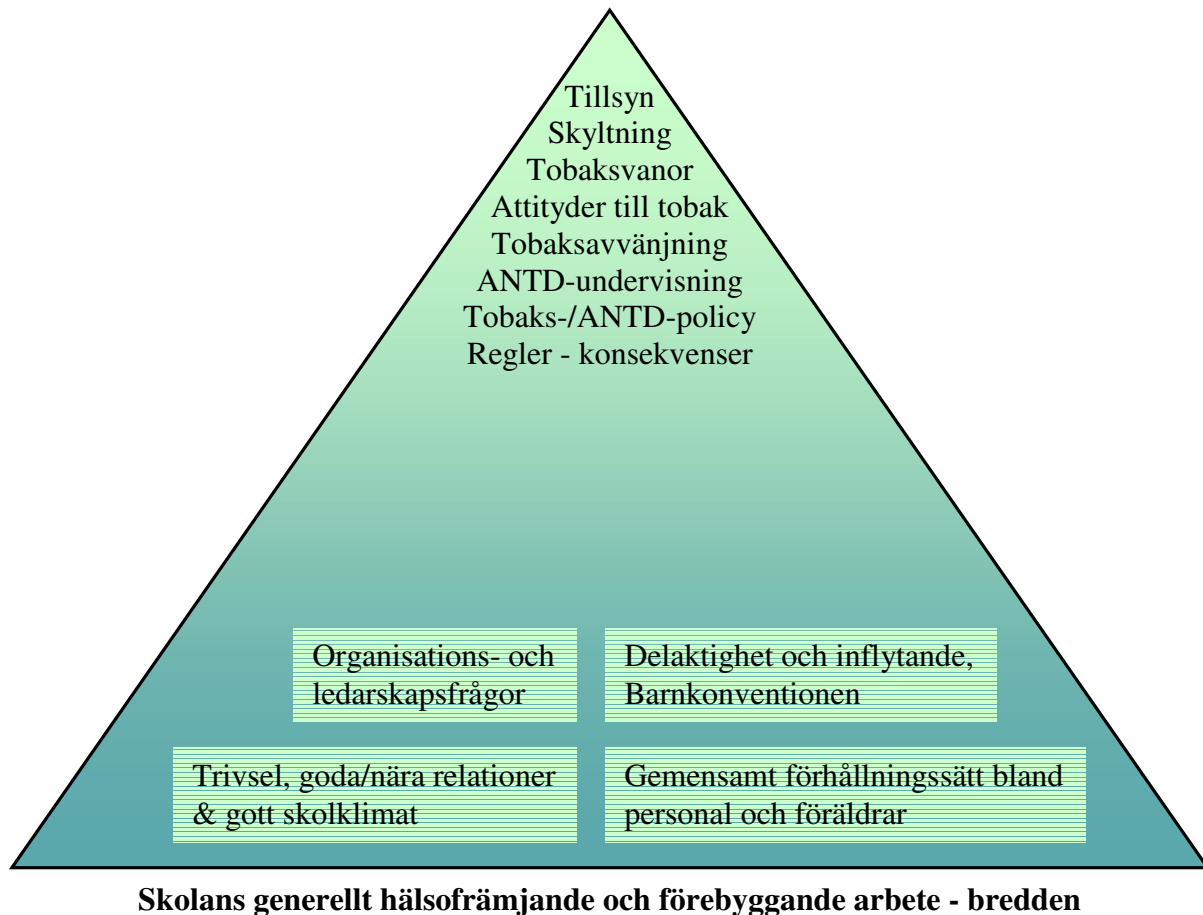 Tillsyn
Skyltning
Tobaksvanor
Attityder till tobak
Tobaksavvänjning
ANTD-undervisning
Tobaks-/ANTD-policy
Regler - konsekvenser
Organisations- och
ledarskapsfrågor
Delaktighet och inflytande,
Barnkonventionen
Trivsel, goda/nära relationer
& gott skolklimat
Gemensamt förhållningssätt bland
personal och föräldrar
Skolans generellt hälsofrämjande och förebyggande arbete - bredden